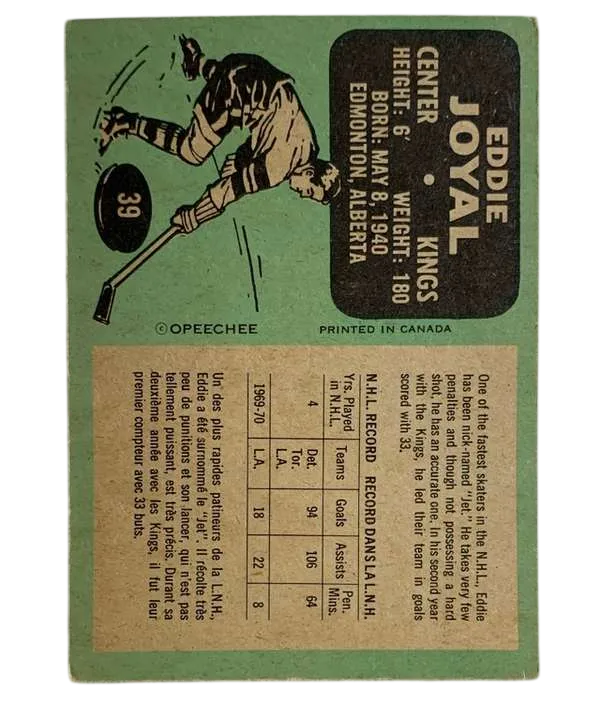 EDDIE
JOYAL
CENTER • KINGS
HEIGHT: 6' WEIGHT: 180
BORN: MAY 8, 1940
EDMONTON, ALBERTA
39
© OPEECHEE
PRINTED IN CANADA
One of the fastest skaters in the N.H.L., Eddie
has been nick-named "Jet." He takes very few
penalties and though not possessing a hard
shot, he has an accurate one. In his second year
with the Kings, he led their team in goals
scored with 33.
N.H.L. RECORD RECORD DANS LA L.N.H.
Yrs. Played in N.H.L. Teams Goals Assists Pen. Mins.
4 Det. Tor. L.A. 94 106 64
1969-70 L.A. 18 22 8
Un des plus rapides patineurs de la L.N.H.,
Eddie a été surnommé le "Jet". Il récolte très
peu de punitions et son lancer, qui n'est pas
tellement puissant, est très précis. Durant sa
deuxième année avec les Kings, il fut leur
premier compteur avec 33 buts.